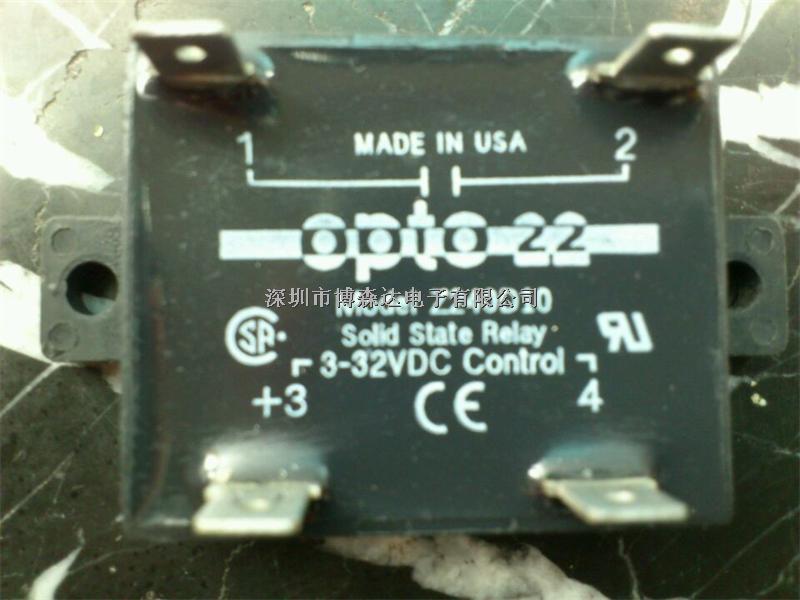 1 MADE IN USA 2
opto 22
深圳市博森达电子有限公司
Solid State Relay
3-32VDC Control
+3 CE 4